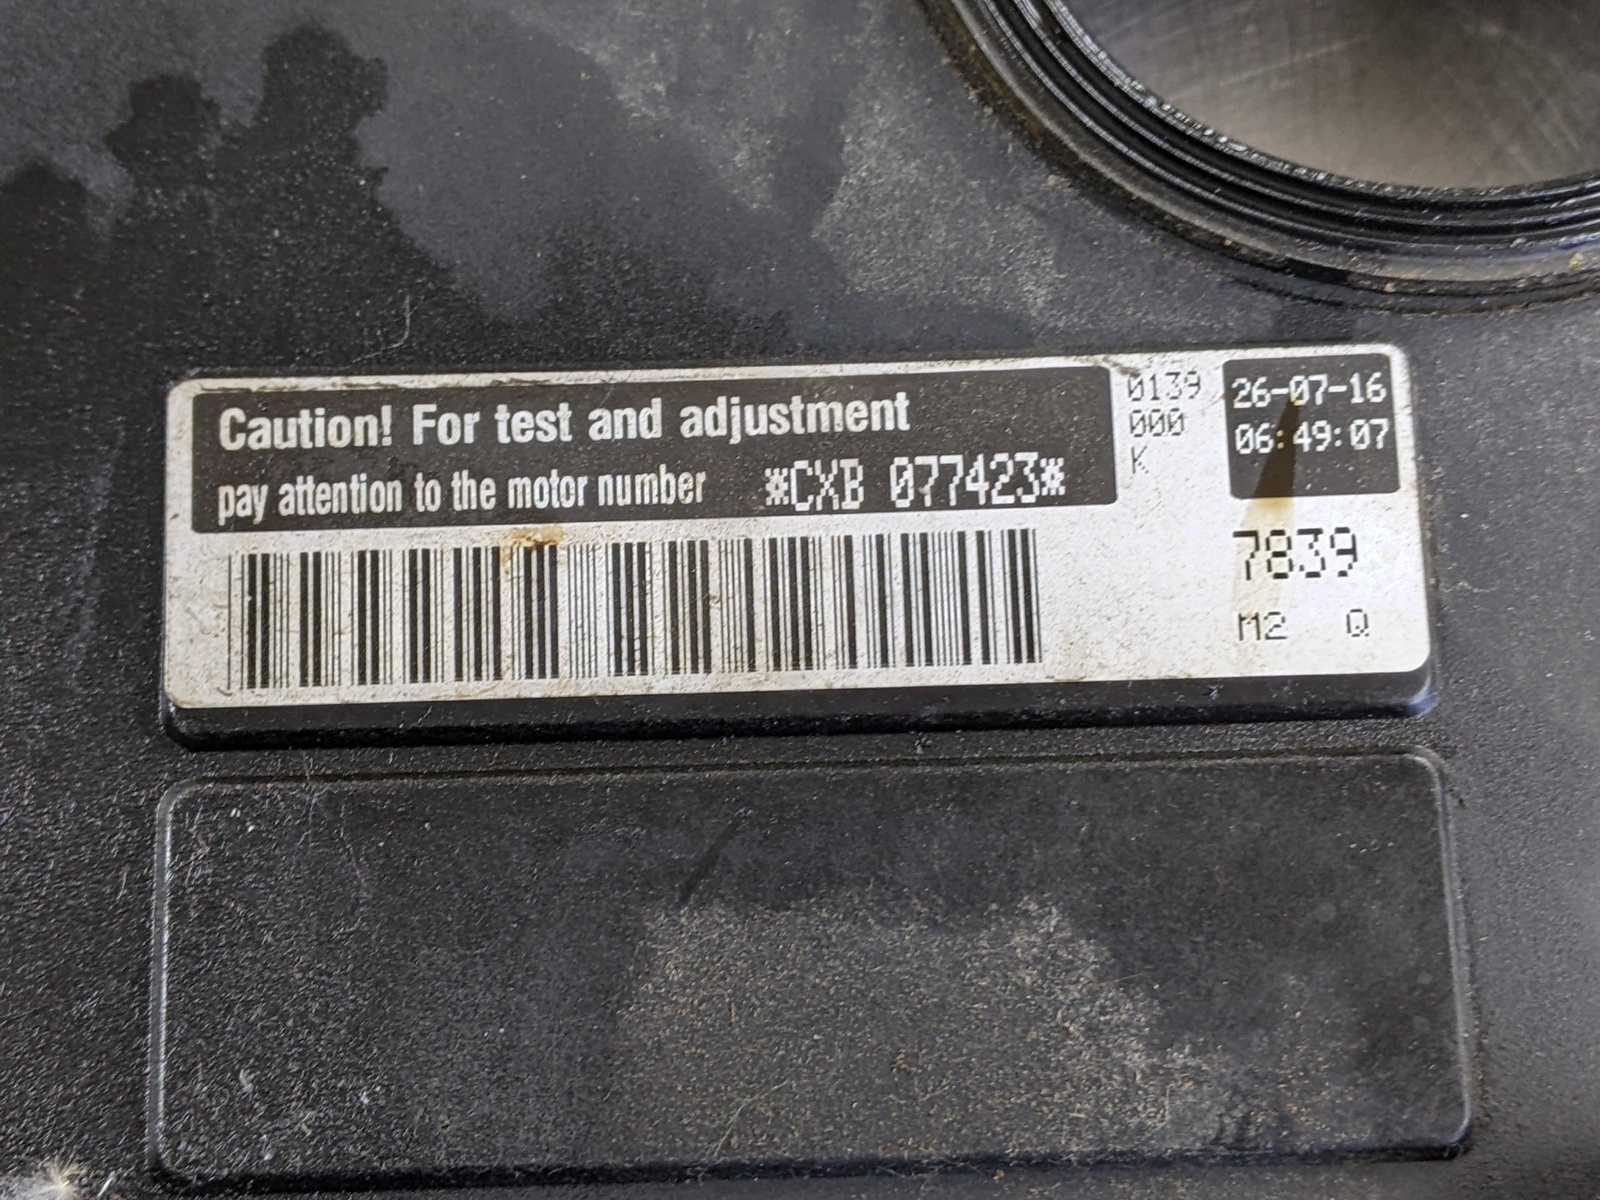 Caution! For test and adjustment
pay attention to the motor number *CXB 077423*
0139
000
K
26-07-16
06:49:07
7839
M2 Q